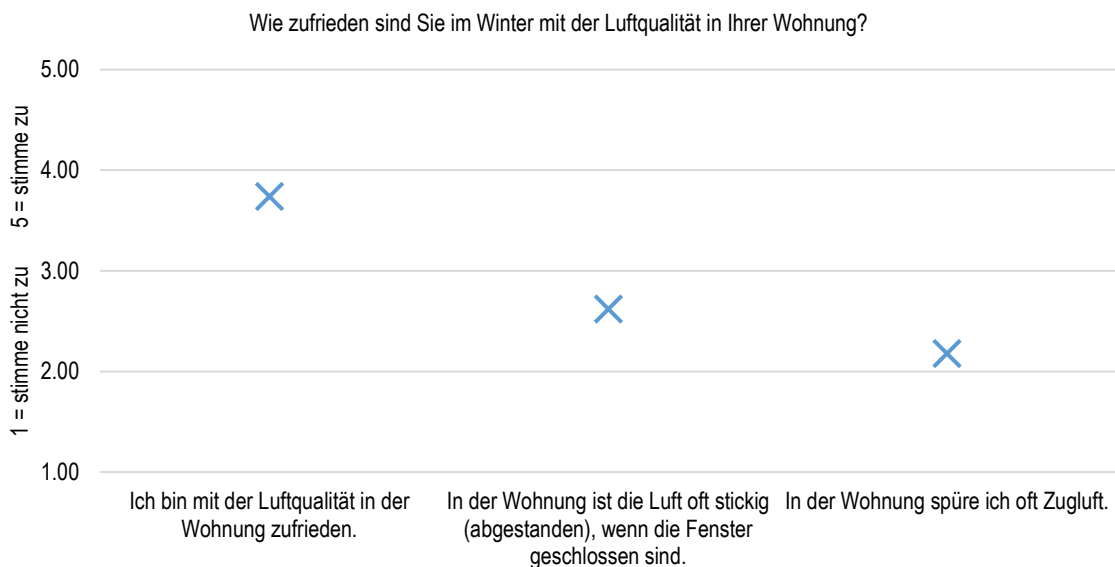 Wie zufrieden sind Sie im Winter mit der Luftqualität in Ihrer Wohnung?
5.00
4.00
3.00
2.00
1.00
1 = stimme nicht zu 5 = stimme zu
Ich bin mit der Luftqualität in der
Wohnung zufrieden.
In der Wohnung ist die Luft oft stickig
(abgestanden), wenn die Fenster
geschlossen sind.
In der Wohnung spüre ich oft Zugluft.